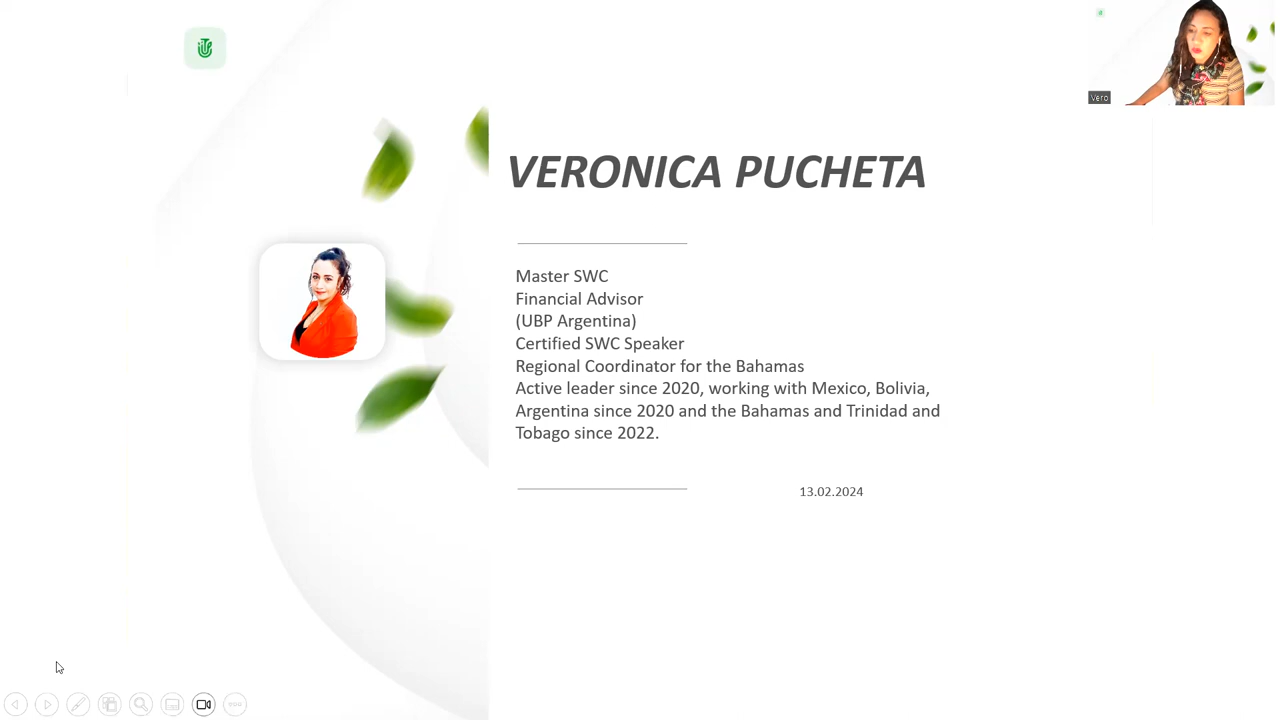 Vero
VERONICA PUCHETA
Master SWC
Financial Advisor
(UBP Argentina)
Certified SWC Speaker
Regional Coordinator for the Bahamas
Active leader since 2020, working with Mexico, Bolivia,
Argentina since 2020 and the Bahamas and Trinidad and
Tobago since 2022.
13.02.2024